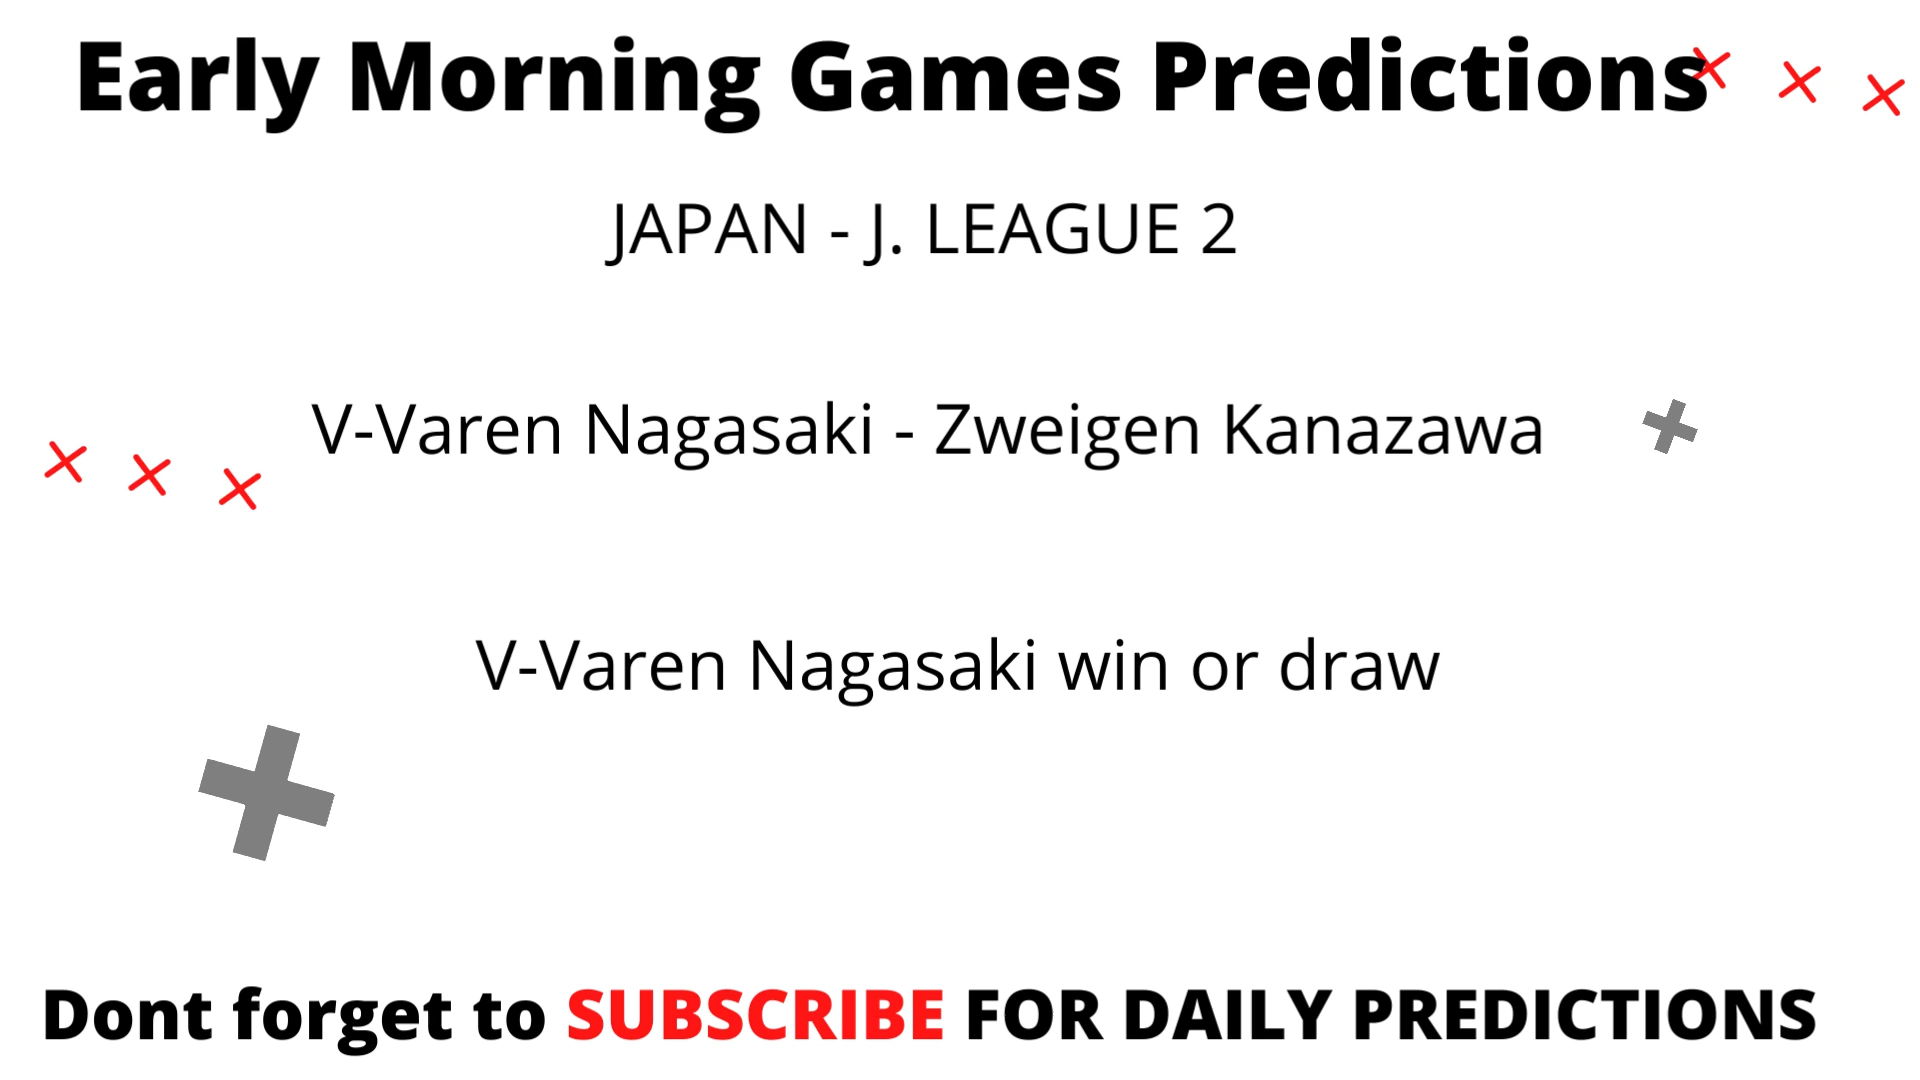 Early Morning Games Predictions
JAPAN - J. LEAGUE 2
V-Varen Nagasaki - Zweigen Kanazawa
V-Varen Nagasaki win or draw
Dont forget to SUBSCRIBE FOR DAILY PREDICTIONS